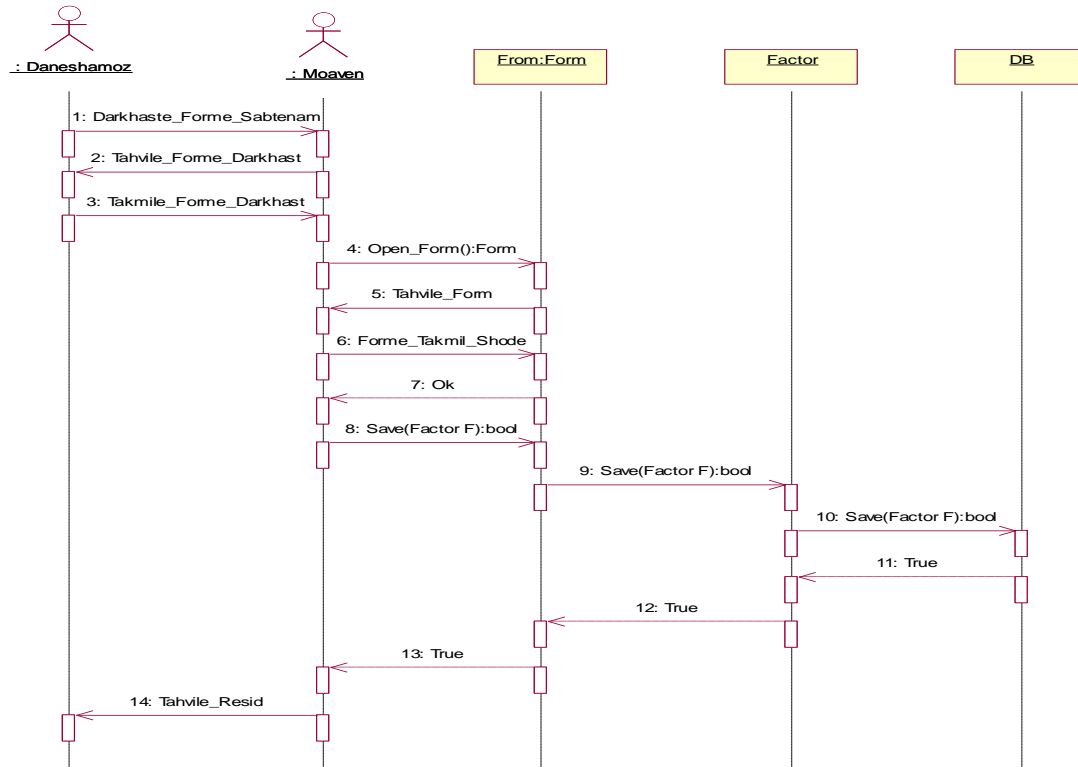 : Daneshamoz
: Moaven
From:Form
Factor
DB
1: Darkhaste_Forme_Sabtenam
2: Tahvile_Forme_Darkhast
3: Takmile_Forme_Darkhast
4: Open_Form():Form
5: Tahvile_Form
6: Forme_Takmil_Shode
7: Ok
8: Save(Factor F):bool
9: Save(Factor F):bool
10: Save(Factor F):bool
11: True
12: True
13: True
14: Tahvile_Resid